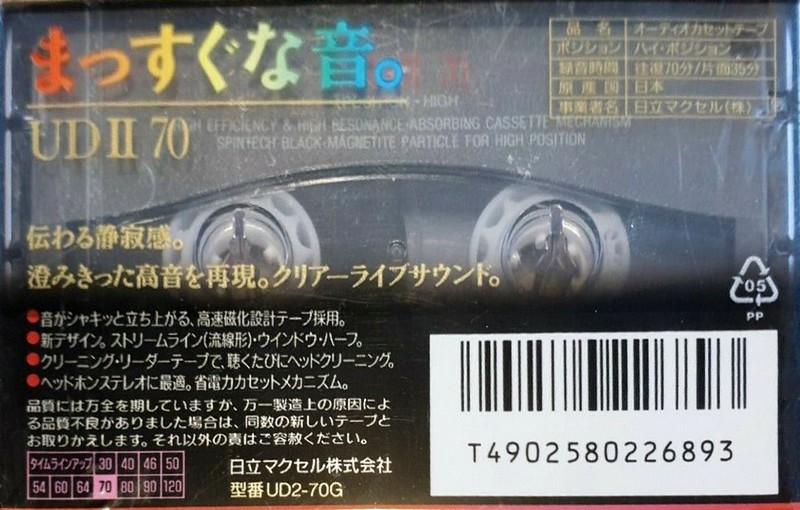 まっすぐな音。
品名 オーディオカセットテープ
ポジション ハイ・ポジション
録音時間 往復70分/片面35分
原産国 日本
事業者名 日立マクセル(株)
UDⅡ70
HIGH
HIGH EFFICIENCY & HIGH RESONANCE-ABSORBING CASSETTE MECHANISM
SPINTECH BLACK-MAGNETITE PARTICLE FOR HIGH POSITION
伝わる静寂感。
澄みきった高音を再現。クリアーライブサウンド。
●音がシャキッと立ち上がる、高速磁化設計テープ採用。
●新デザイン。ストリームライン(流線形)・ウインドウ・ハーフ。
●クリーニング・リーダーテープで、聴くたびにヘッドクリーニング。
●ヘッドホンステレオに最適。省電力カセットメカニズム。
品質には万全を期していますが、万一製造上の原因によ
る品質不良がありました場合は、同数の新しいテープと
お取りかえします。それ以外の責はご容赦ください。
タイムラインアップ 30 40 46 50
54 60 64 70 80 90 120
日立マクセル株式会社
型番UD2-70G
05
PP
T4902580226893